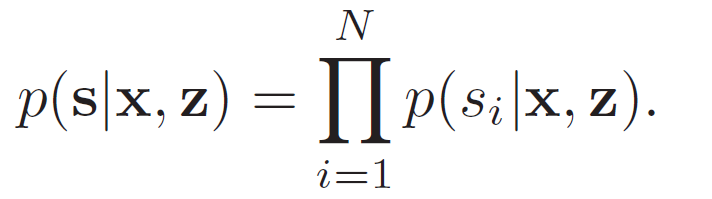 p(𝐬|𝐱, 𝐳) = ∏_{i=1}^{N} p(s_i|𝐱, 𝐳).